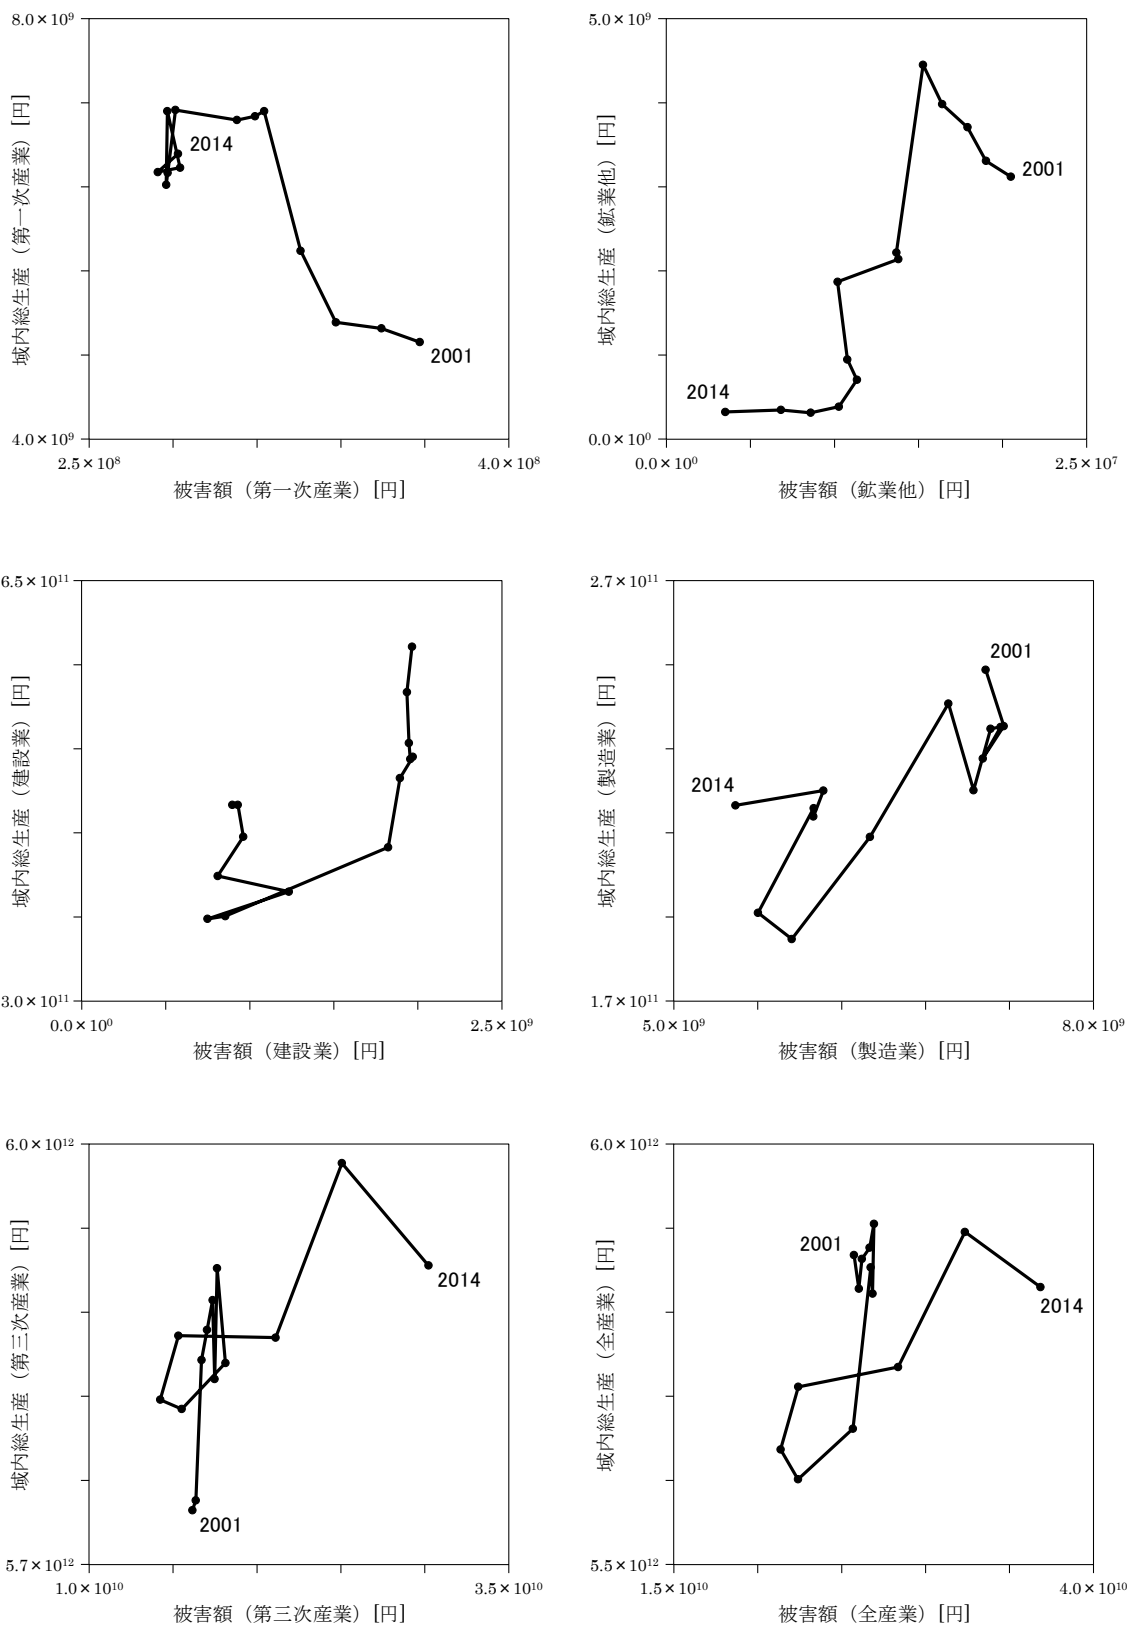 8.0×10⁹
域内総生産（第一次産業）[円]
2014
2001
4.0×10⁹
2.5×10⁸
4.0×10⁸
被害額（第一次産業）[円]
5.0×10⁹
域内総生産（鉱業他）[円]
2001
2014
0.0×10⁰
0.0×10⁰
2.5×10⁷
被害額（鉱業他）[円]
6.5×10¹¹
域内総生産（建設業）[円]
3.0×10¹¹
0.0×10⁰
2.5×10⁹
被害額（建設業）[円]
2.7×10¹¹
域内総生産（製造業）[円]
2001
2014
1.7×10¹¹
5.0×10⁹
8.0×10⁹
被害額（製造業）[円]
6.0×10¹²
域内総生産（第三次産業）[円]
2014
2001
5.7×10¹²
1.0×10¹⁰
3.5×10¹⁰
被害額（第三次産業）[円]
6.0×10¹²
域内総生産（全産業）[円]
2001
2014
5.5×10¹²
1.5×10¹⁰
4.0×10¹⁰
被害額（全産業）[円]